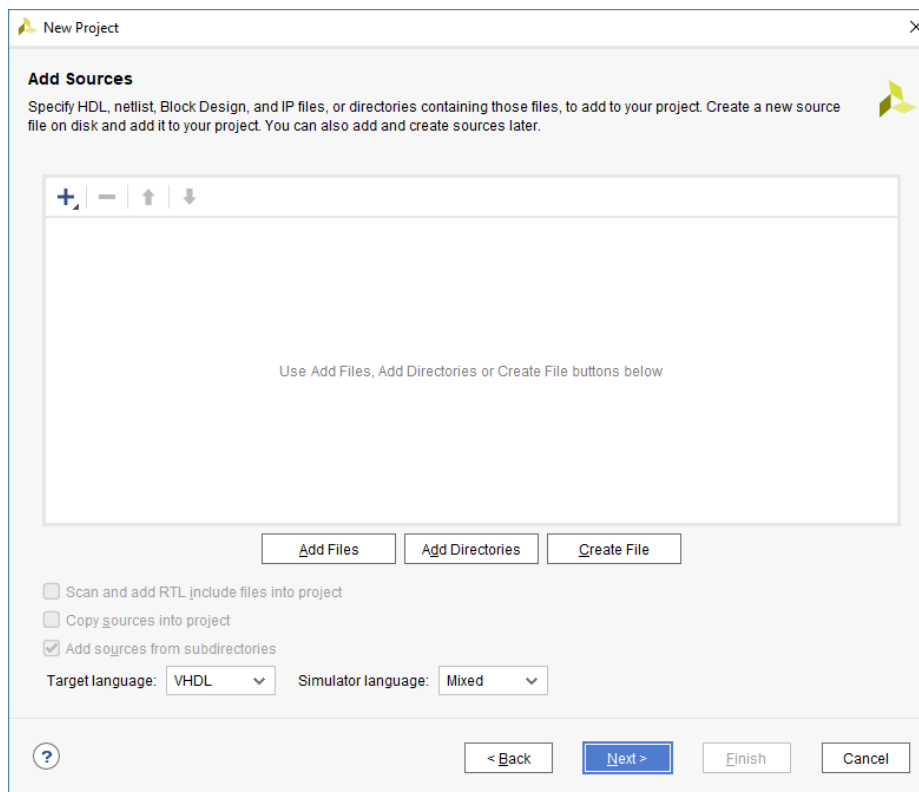 New Project
Add Sources
Specify HDL, netlist, Block Design, and IP files, or directories containing those files, to add to your project. Create a new source
file on disk and add it to your project. You can also add and create sources later.
Use Add Files, Add Directories or Create File buttons below
Add Files Add Directories Create File
Scan and add RTL include files into project
Copy sources into project
Add sources from subdirectories
Target language: VHDL Simulator language: Mixed
? < Back Next > Finish Cancel